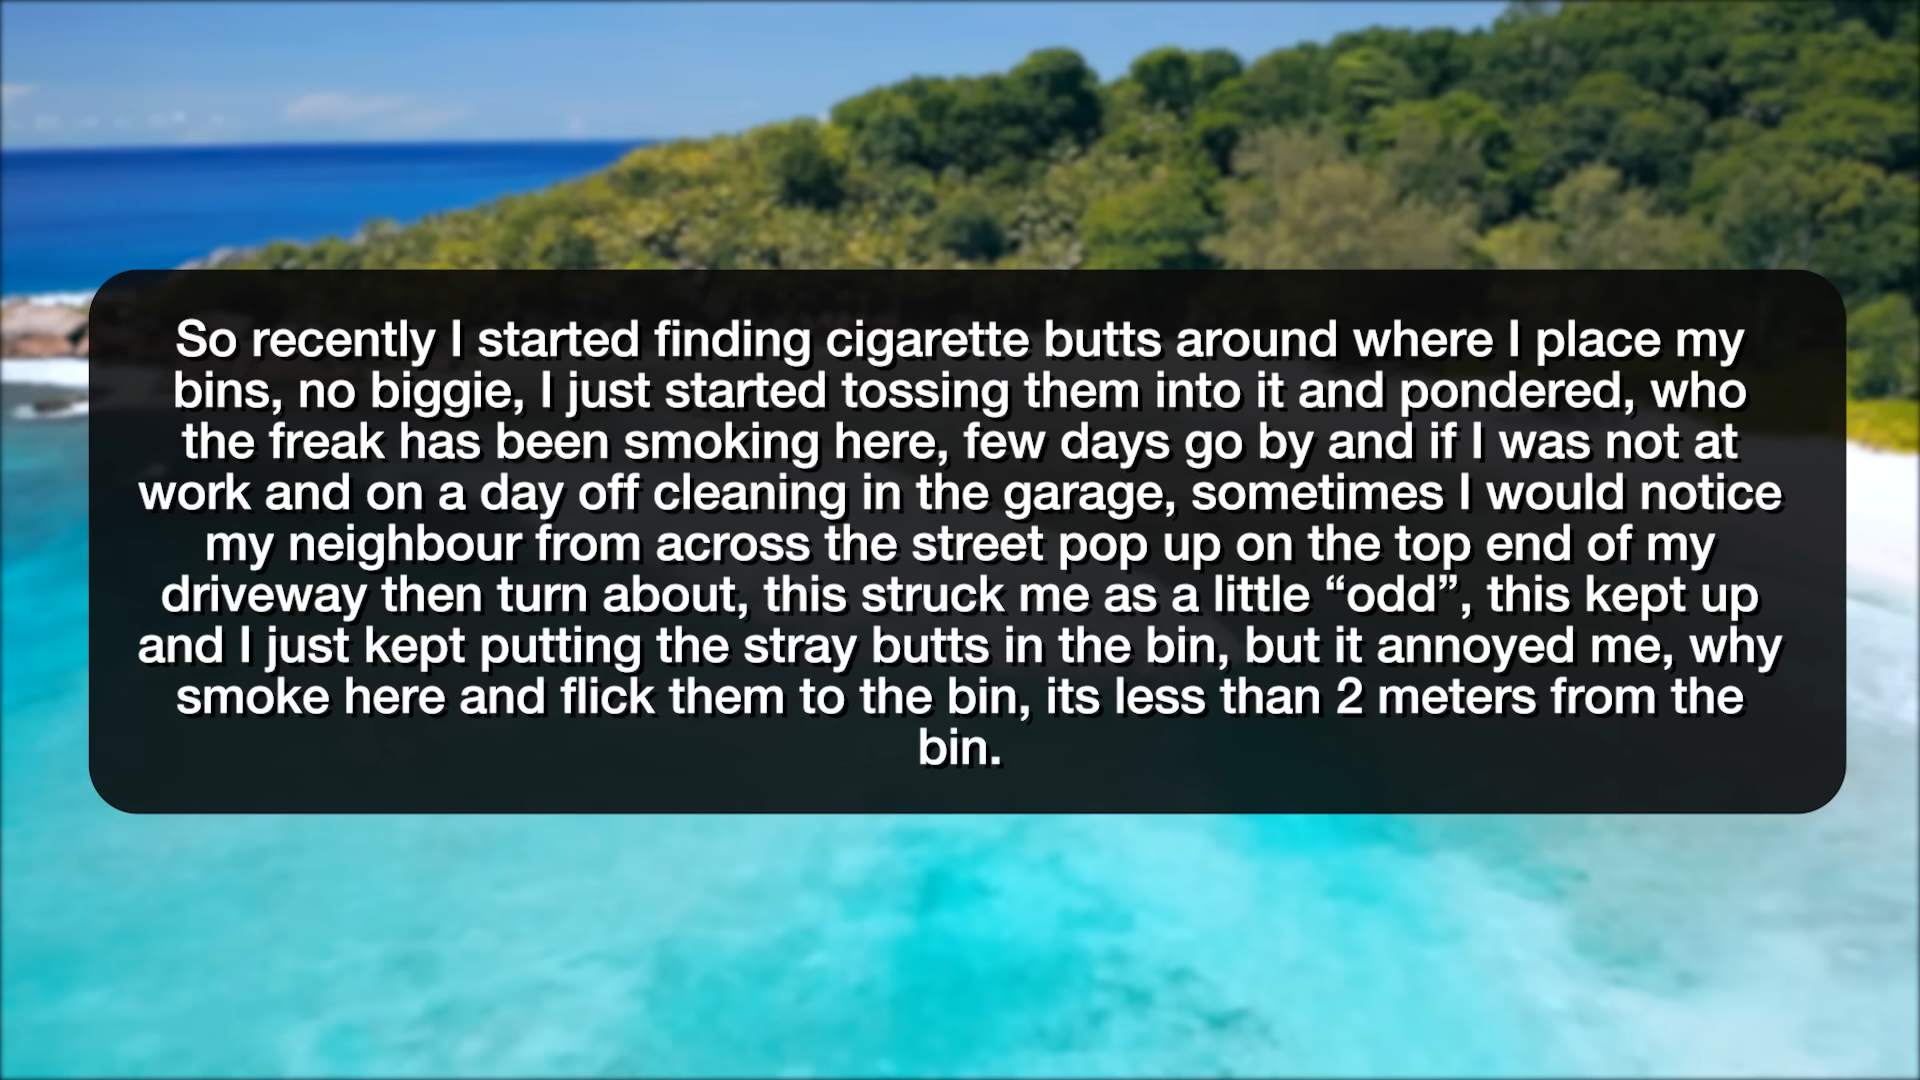 So recently I started finding cigarette butts around where I place my
bins, no biggie, I just started tossing them into it and pondered, who
the freak has been smoking here, few days go by and if I was not at
work and on a day off cleaning in the garage, sometimes I would notice
my neighbour from across the street pop up on the top end of my
driveway then turn about, this struck me as a little “odd”, this kept up
and I just kept putting the stray butts in the bin, but it annoyed me, why
smoke here and flick them to the bin, its less than 2 meters from the
bin.